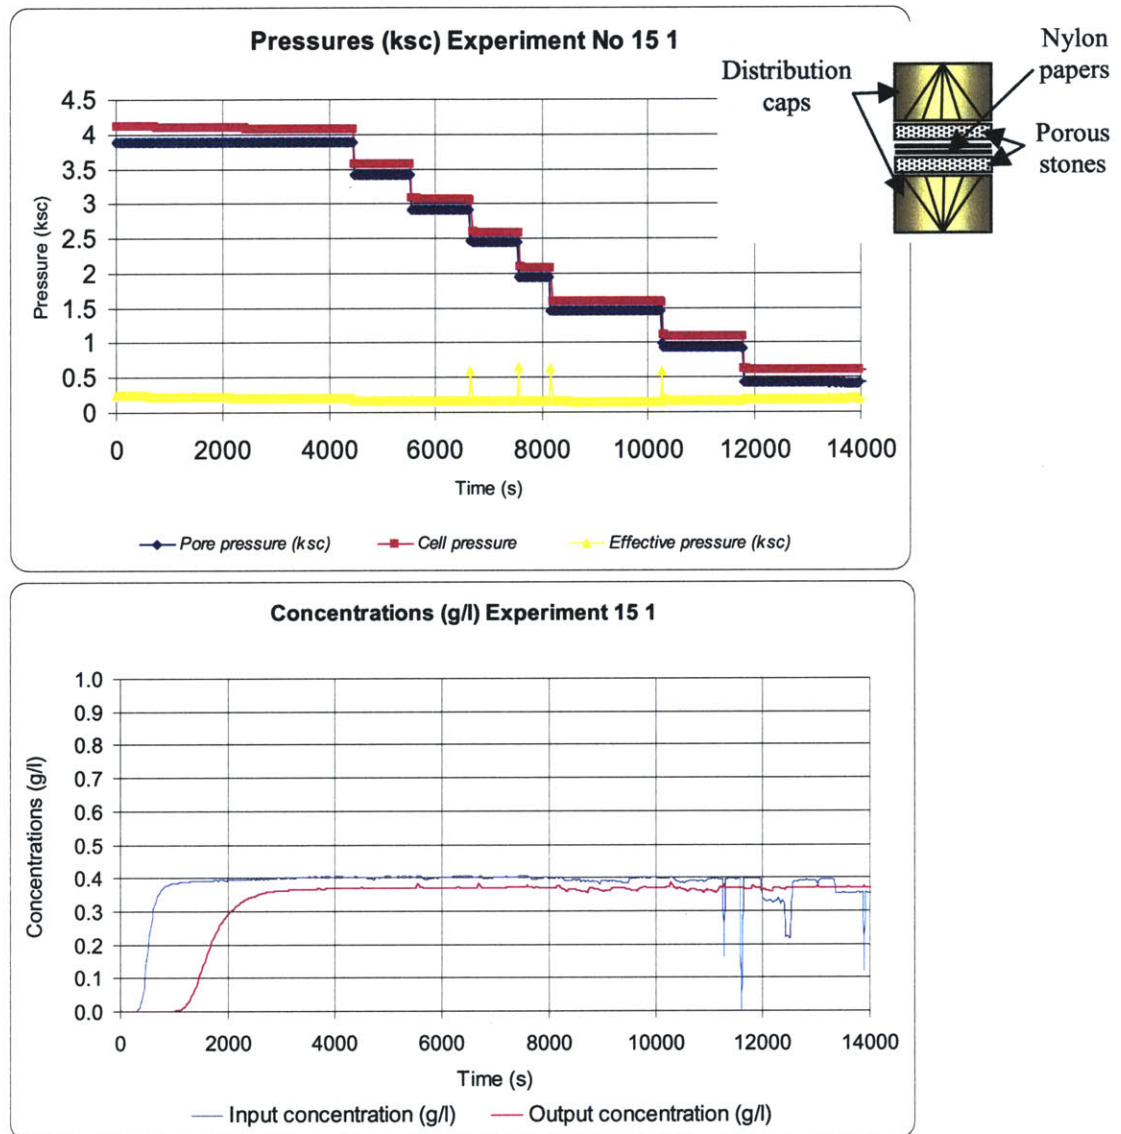 Pressures (ksc) Experiment No 15 1
Distribution
caps
Nylon
papers
Porous
stones
Pressure (ksc)
4.5
4
3.5
3
2.5
2
1.5
1
0.5
0
0 2000 4000 6000 8000 10000 12000 14000
Time (s)
Pore pressure (ksc) Cell pressure Effective pressure (ksc)
Concentrations (g/l) Experiment 15 1
Concentrations (g/l)
1.0
0.9
0.8
0.7
0.6
0.5
0.4
0.3
0.2
0.1
0.0
0 2000 4000 6000 8000 10000 12000 14000
Time (s)
Input concentration (g/l) Output concentration (g/l)